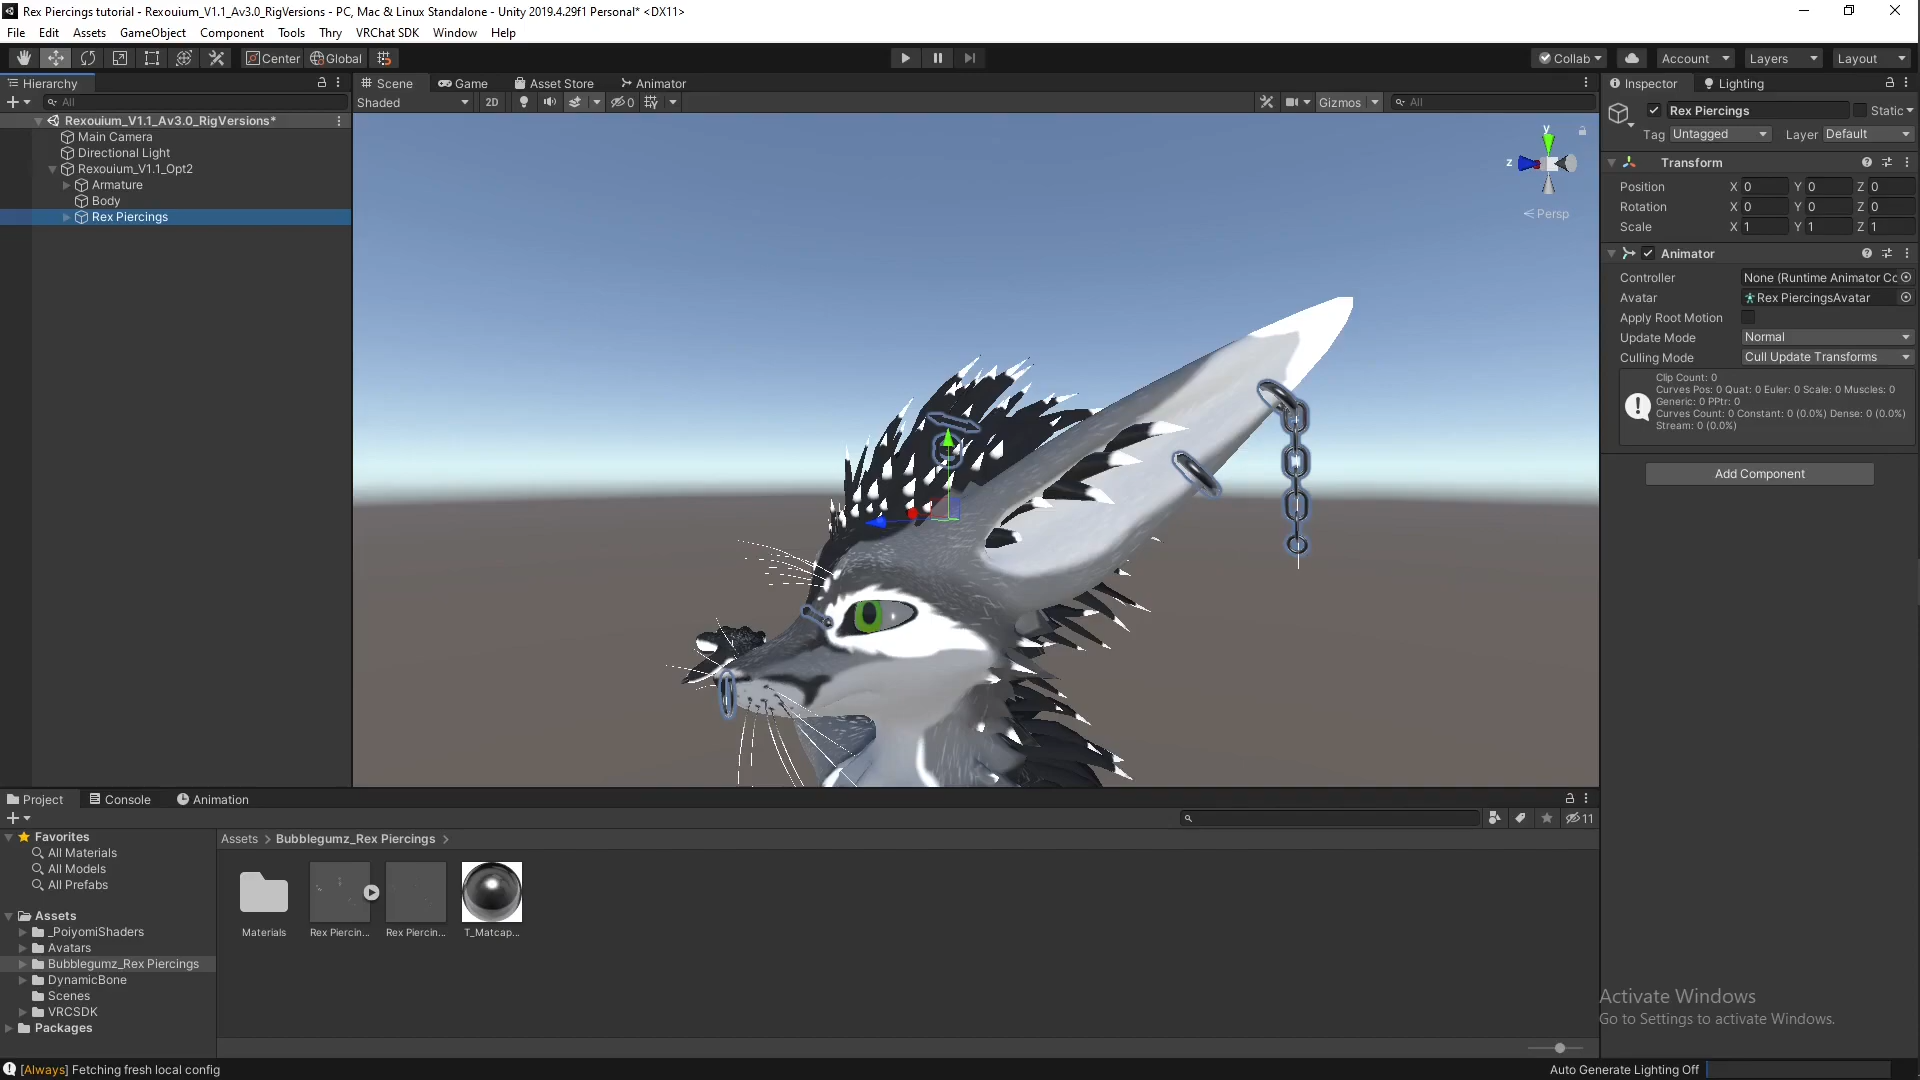 Rex Piercings tutorial - Rexouium_V1.1_Av3.0_RigVersions - PC, Mac & Linux Standalone - Unity 2019.4.29f1 Personal* <DX11>
File Edit Assets GameObject Component Tools Thry VRChat SDK Window Help
Center Global Collab Account Layers Layout
Hierarchy
All
Rexouium_V1.1_Av3.0_RigVersions*
Main Camera
Directional Light
Rexouium_V1.1_Opt2
Armature
Body
Rex Piercings
Scene Game Asset Store Animator
Shaded 2D 0 Gizmos All
y
z
Persp
Inspector Lighting
Rex Piercings Static
Tag Untagged Layer Default
Transform
Position X 0 Y 0 Z 0
Rotation X 0 Y 0 Z 0
Scale X 1 Y 1 Z 1
Animator
Controller None (Runtime Animator Cc
Avatar Rex PiercingsAvatar
Apply Root Motion
Update Mode Normal
Culling Mode Cull Update Transforms
Clip Count: 0
Curves Pos: 0 Quat: 0 Euler: 0 Scale: 0 Muscles: 0
Generic: 0 PPtr: 0
Curves Count: 0 Constant: 0 (0.0%) Dense: 0 (0.0%)
Stream: 0 (0.0%)
Add Component
Project Console Animation
11
Favorites
All Materials
All Models
All Prefabs
Assets
_PoiyomiShaders
Avatars
Bubblegumz_Rex Piercings
DynamicBone
Scenes
VRCSDK
Packages
Assets > Bubblegumz_Rex Piercings >
Materials Rex Piercin... Rex Piercin... T_Matcap...
Activate Windows
Go to Settings to activate Windows.
[Always] Fetching fresh local config
Auto Generate Lighting Off